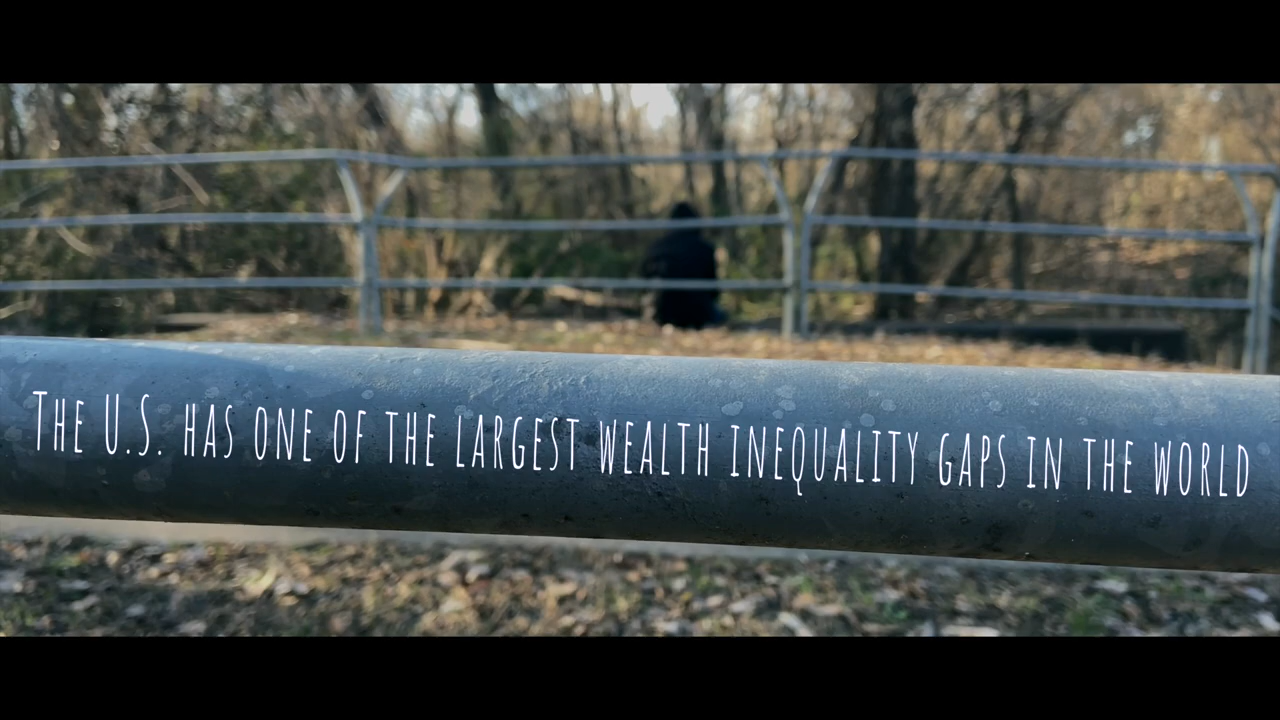 The U.S. has one of the largest wealth inequality gaps in the world